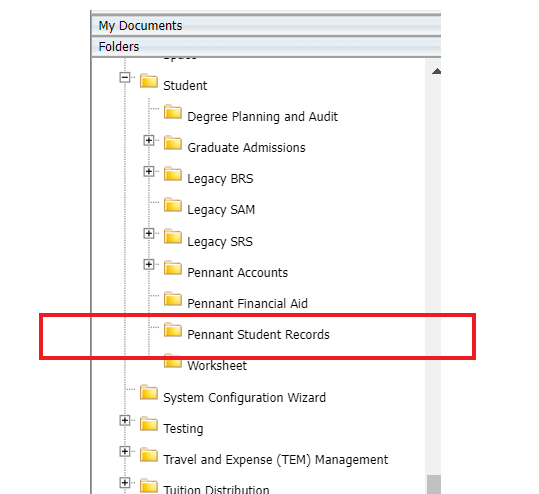 My Documents
Folders
Space
Student
Degree Planning and Audit
Graduate Admissions
Legacy BRS
Legacy SAM
Legacy SRS
Pennant Accounts
Pennant Financial Aid
Pennant Student Records
Worksheet
System Configuration Wizard
Testing
Travel and Expense (TEM) Management
Tuition Distribution